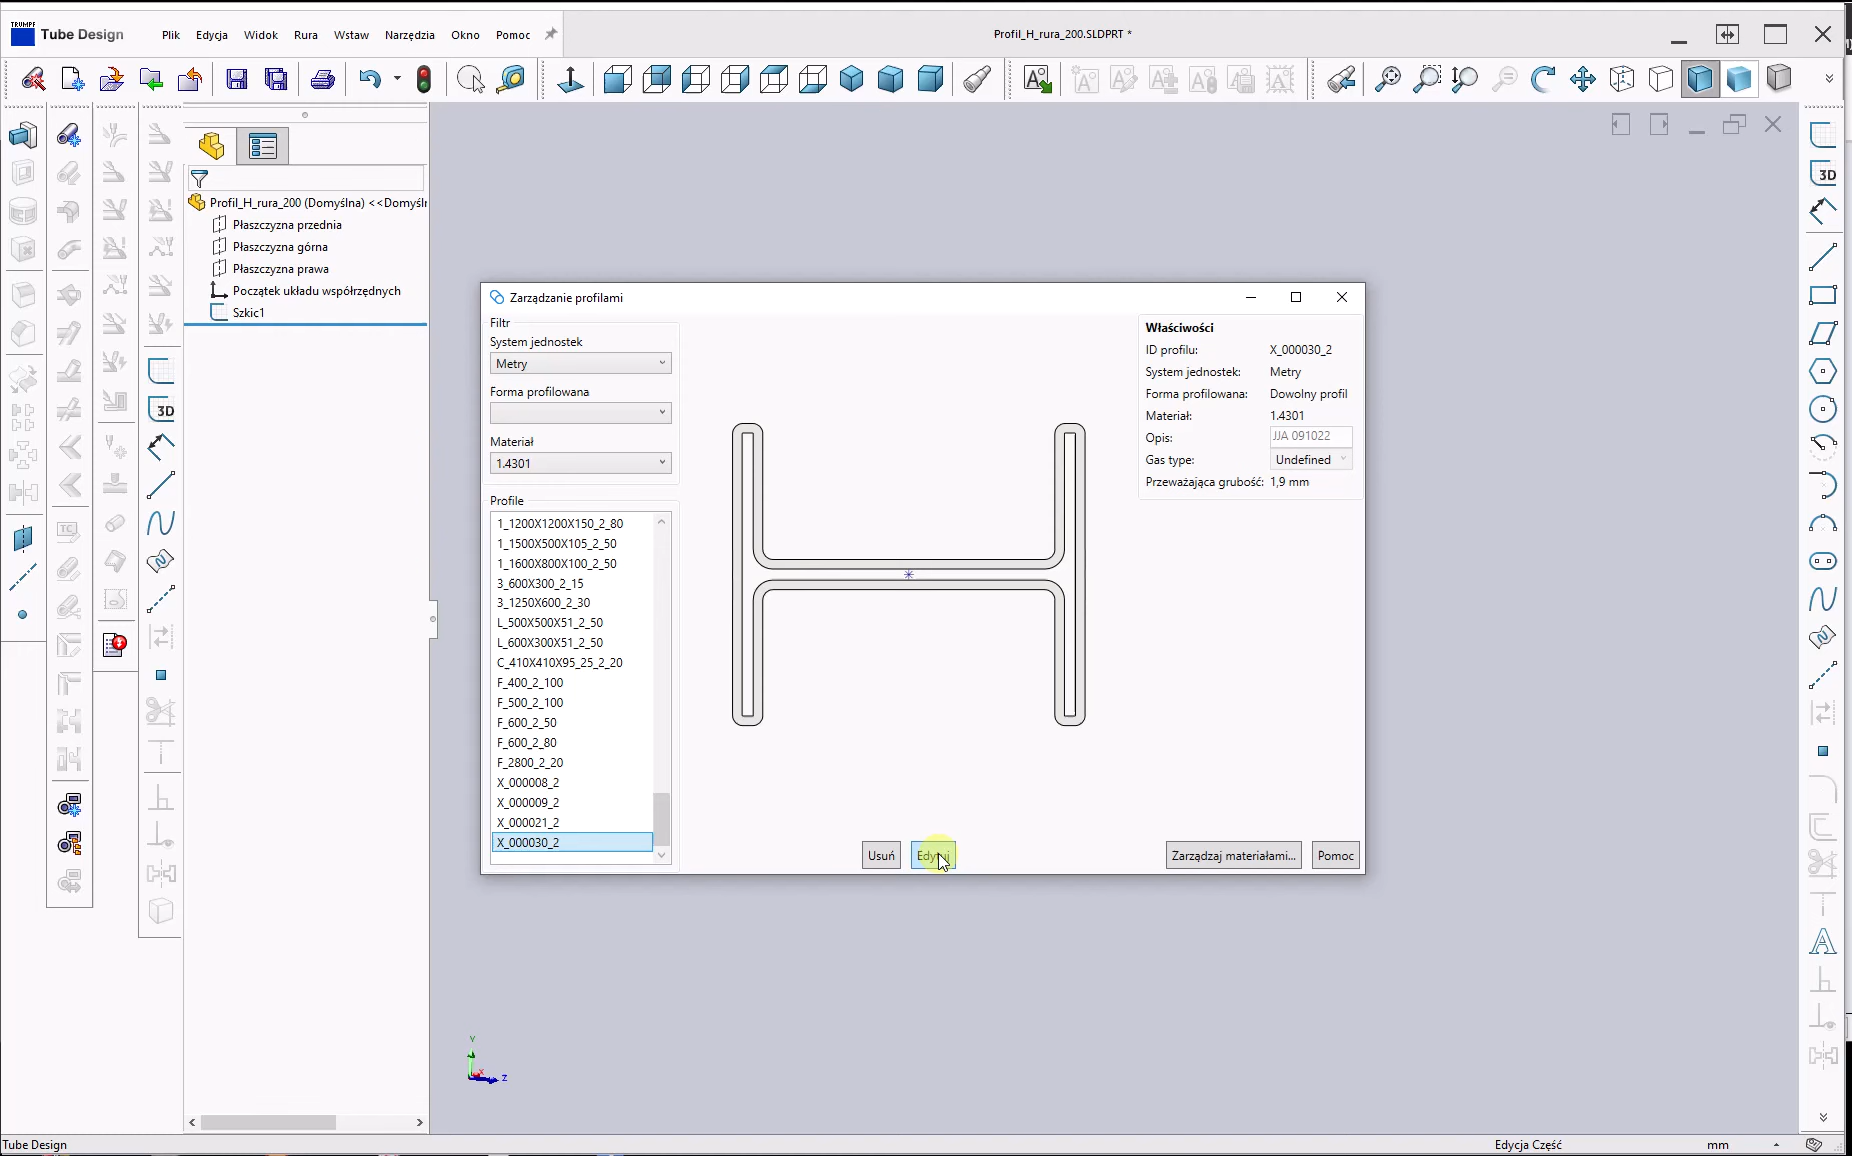 TRUMPF
Tube Design
Plik
Edycja
Widok
Rura
Wstaw
Narzędzia
Okno
Pomoc
Profil_H_rura_200.SLDPRT *
3D
TC
Profil_H_rura_200 (Domyślna) <<Domyślr
Płaszczyzna przednia
Płaszczyzna górna
Płaszczyzna prawa
Początek układu współrzędnych
Szkic1
Zarządzanie profilami
Filtr
System jednostek
Metry
Forma profilowana
Materiał
1.4301
Profile
1_1200X1200X150_2_80
1_1500X500X105_2_50
1_1600X800X100_2_50
3_600X300_2_15
3_1250X600_2_30
L_500X500X51_2_50
L_600X300X51_2_50
C_410X410X95_25_2_20
F_400_2_100
F_500_2_100
F_600_2_50
F_600_2_80
F_2800_2_20
X_000008_2
X_000009_2
X_000021_2
X_000030_2
Właściwości
ID profilu: X_000030_2
System jednostek: Metry
Forma profilowana: Dowolny profil
Materiał: 1.4301
Opis: JJA 091022
Gas type: Undefined
Przeważająca grubość: 1,9 mm
Usuń
Edytuj
Zarządzaj materiałami...
Pomoc
3D
Y
X
Z
Tube Design
Edycja Część
mm